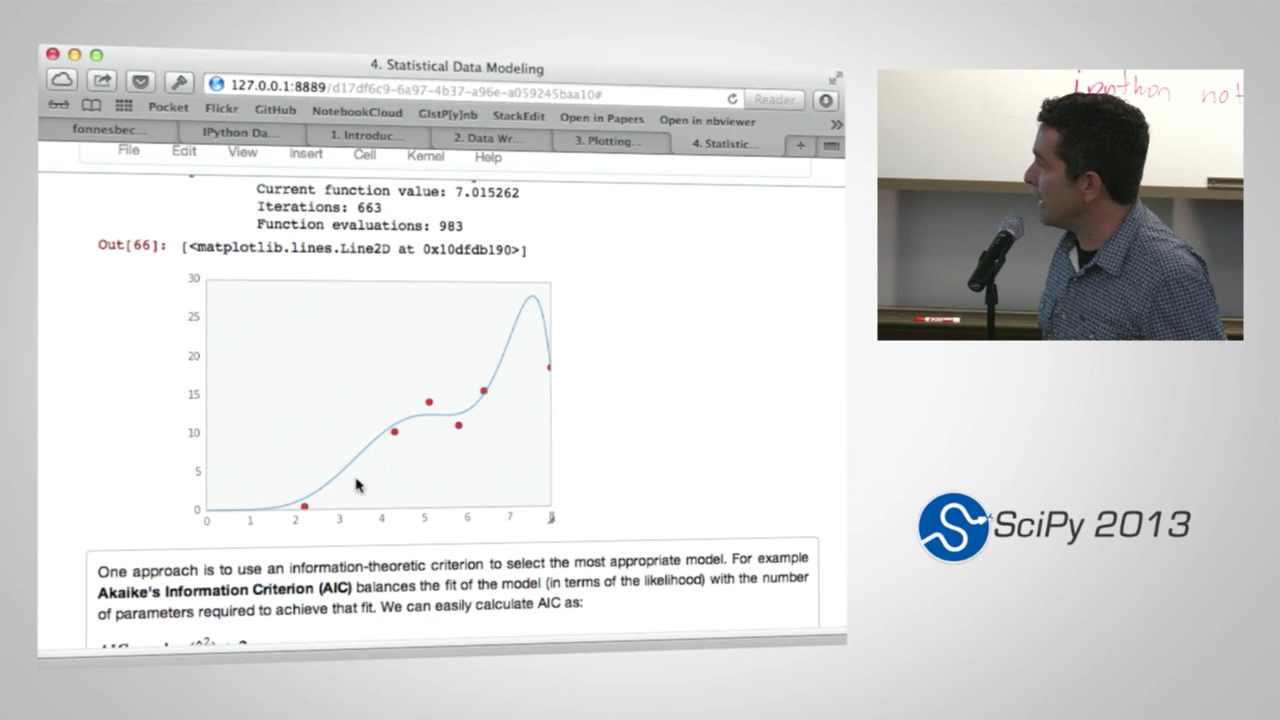 4. Statistical Data Modeling
127.0.0.1:8889/d17df6c9-6a97-4b37-a96e-a059245baa10#
Reader
Pocket Flickr GitHub NotebookCloud GIstP[y]nb StackEdit Open in Papers Open in nbviewer
fonnesbec... IPython Da... 1. Introduc... 2. Data Wr... 3. Plotting... 4. Statistic...
File Edit View Insert Cell Kernel Help
Current function value: 7.015262
Iterations: 663
Function evaluations: 983
Out[66]: [<matplotlib.lines.Line2D at 0x10dfdb190>]
30
25
20
15
10
5
0
0 1 2 3 4 5 6 7
One approach is to use an information-theoretic criterion to select the most appropriate model. For example
Akaike's Information Criterion (AIC) balances the fit of the model (in terms of the likelihood) with the number
of parameters required to achieve that fit. We can easily calculate AIC as:
ipython not
SciPy 2013